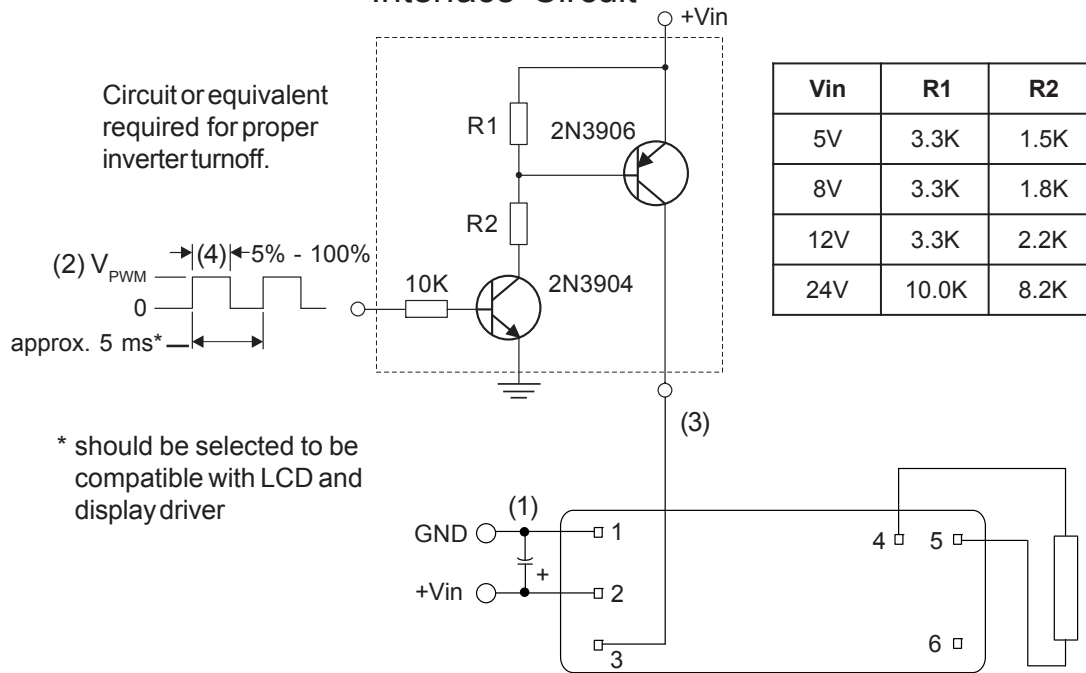 Interface Circuit
+Vin
Circuit or equivalent
required for proper
inverter turnoff.
R1
2N3906
R2
(2) VPWM
(4)
5% - 100%
0
approx. 5 ms*
10K
2N3904
Vin R1 R2
5V 3.3K 1.5K
8V 3.3K 1.8K
12V 3.3K 2.2K
24V 10.0K 8.2K
(3)
* should be selected to be
compatible with LCD and
display driver
(1)
GND
+
+Vin
1
2
3
4
5
6